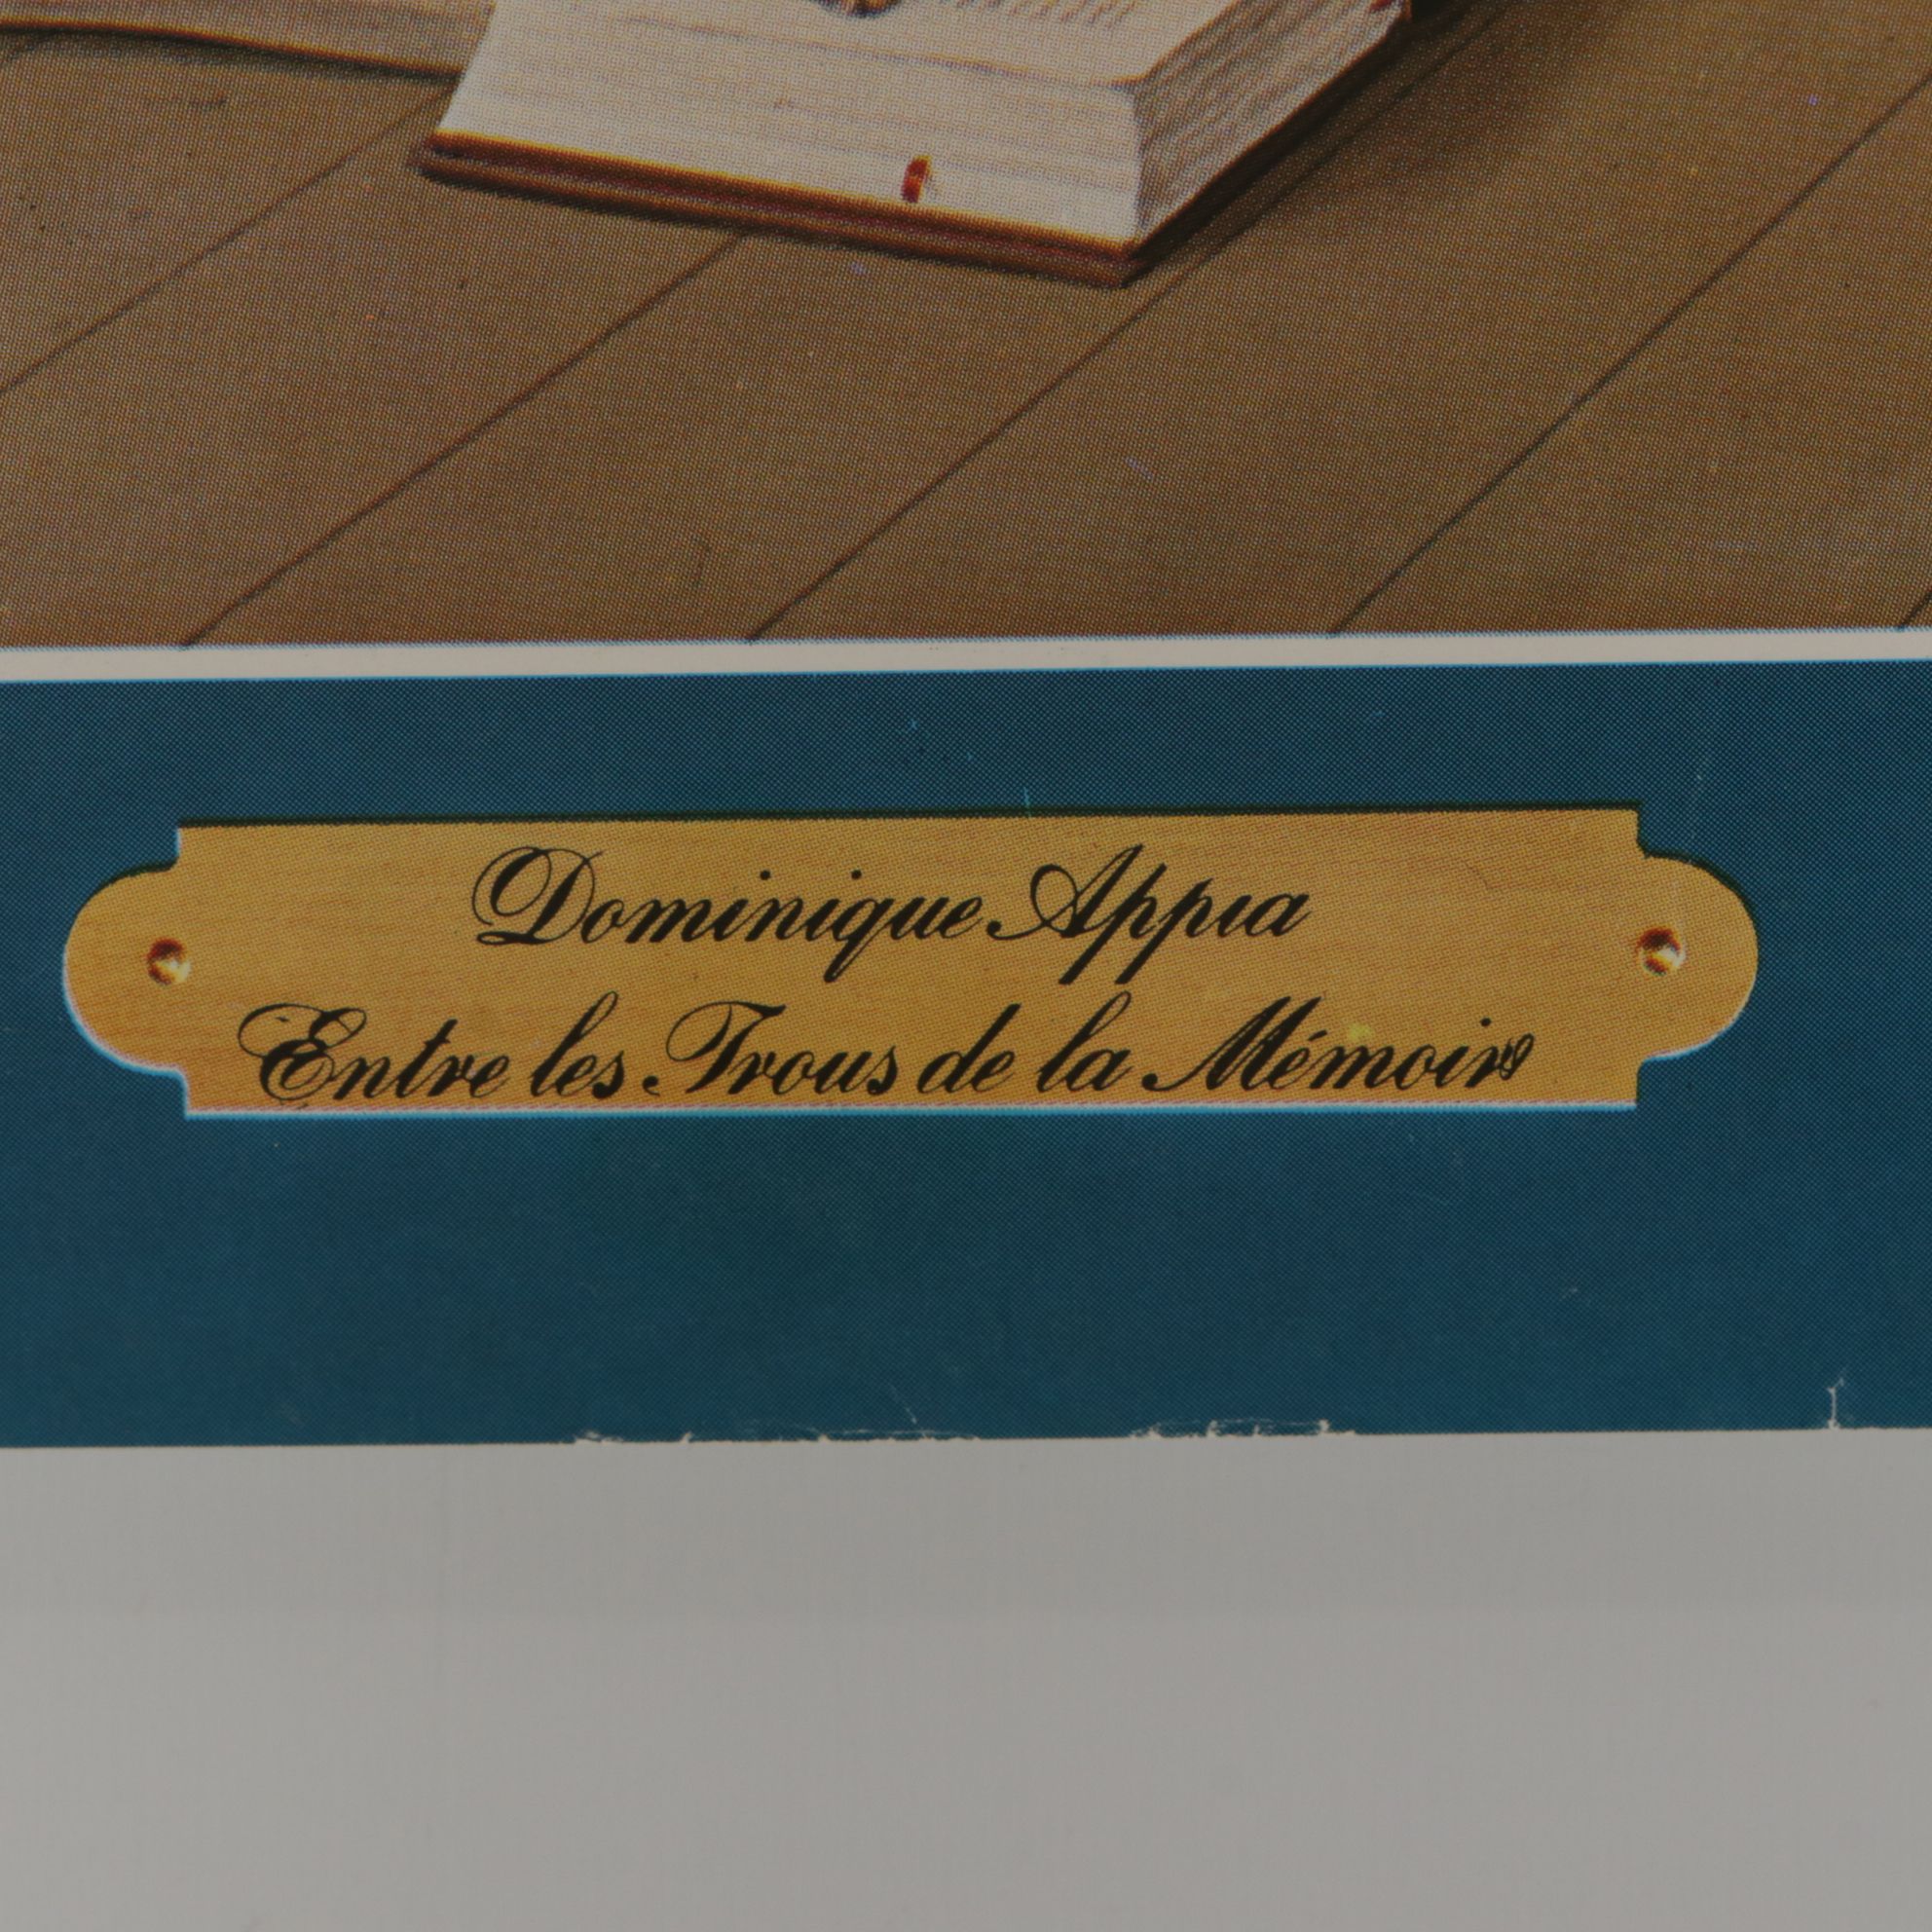 Dominique Appia
Entre les Trous de la Mémoire